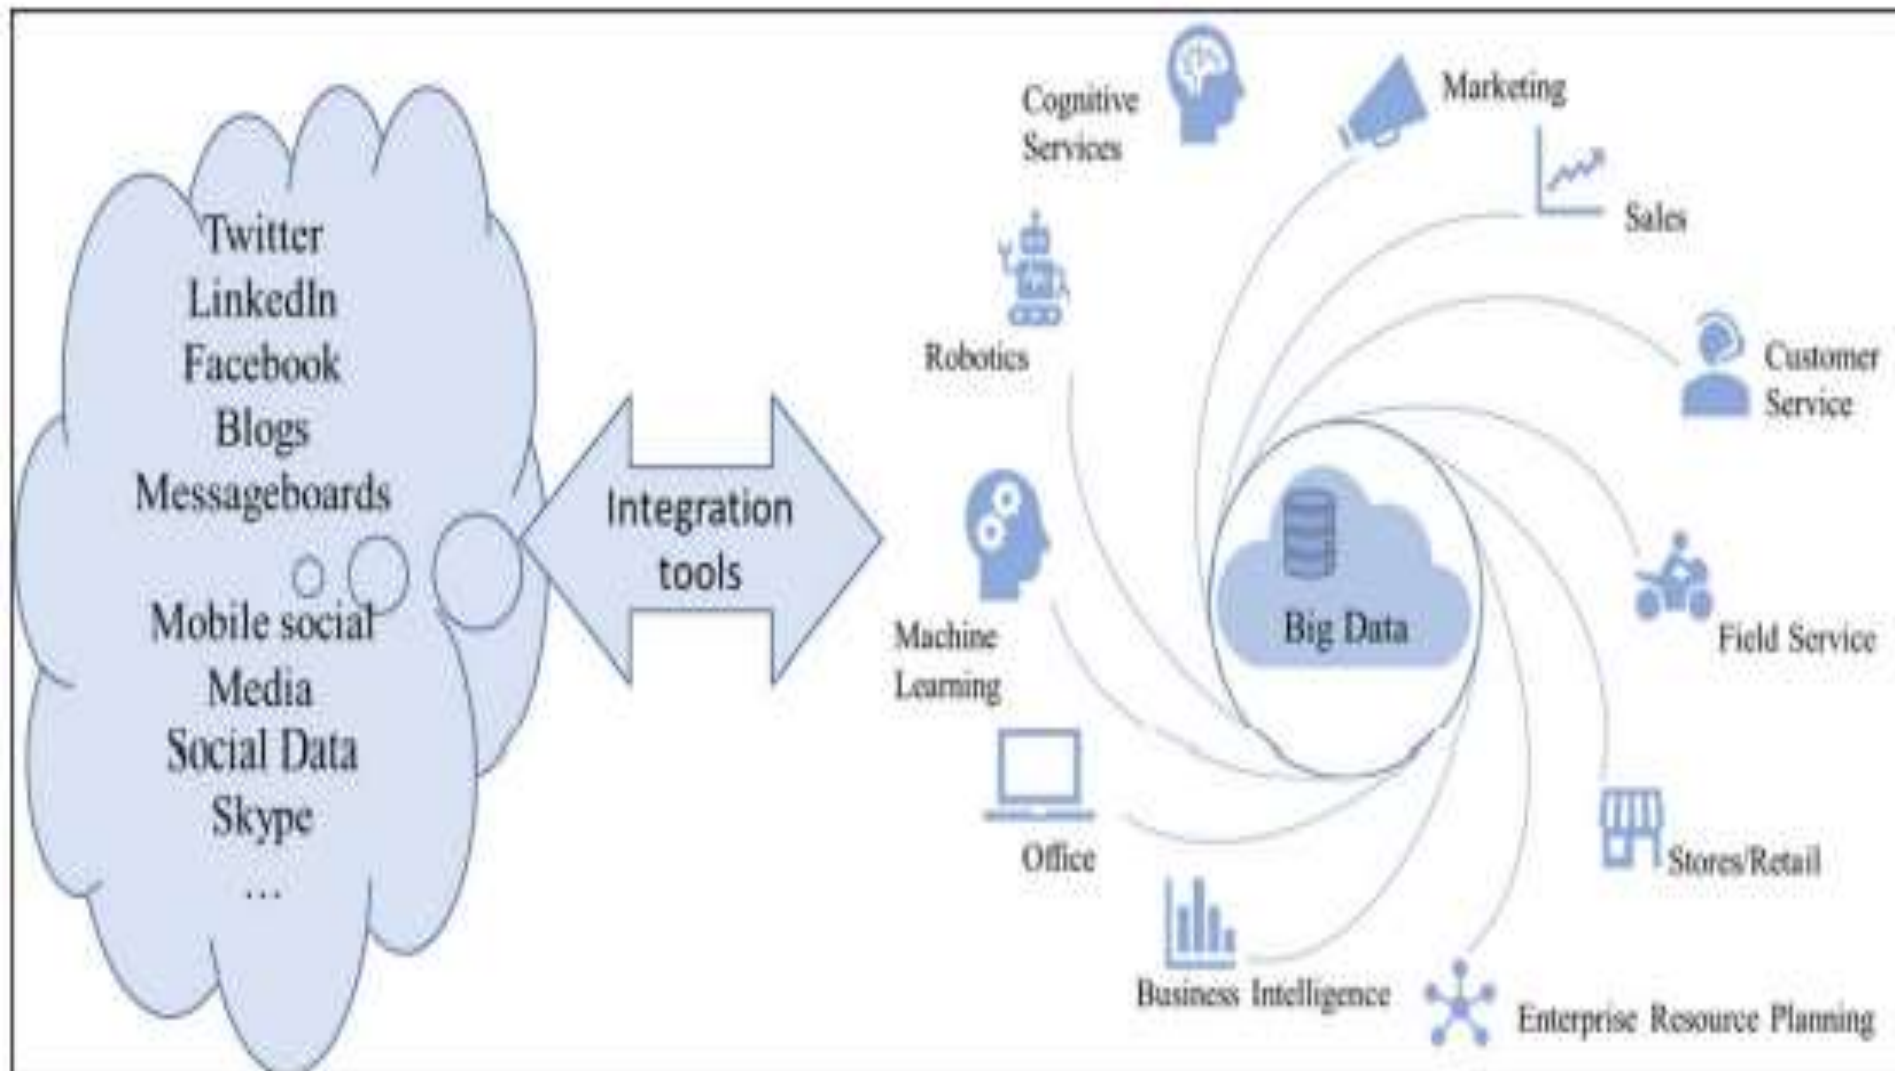 Twitter
LinkedIn
Facebook
Blogs
Messageboards
Mobile social
Media
Social Data
Skype
...
Integration
tools
Cognitive
Services
Marketing
Sales
Robotics
Customer
Service
Machine
Learning
Big Data
Field Service
Office
Stores/Retail
Business Intelligence
Enterprise Resource Planning